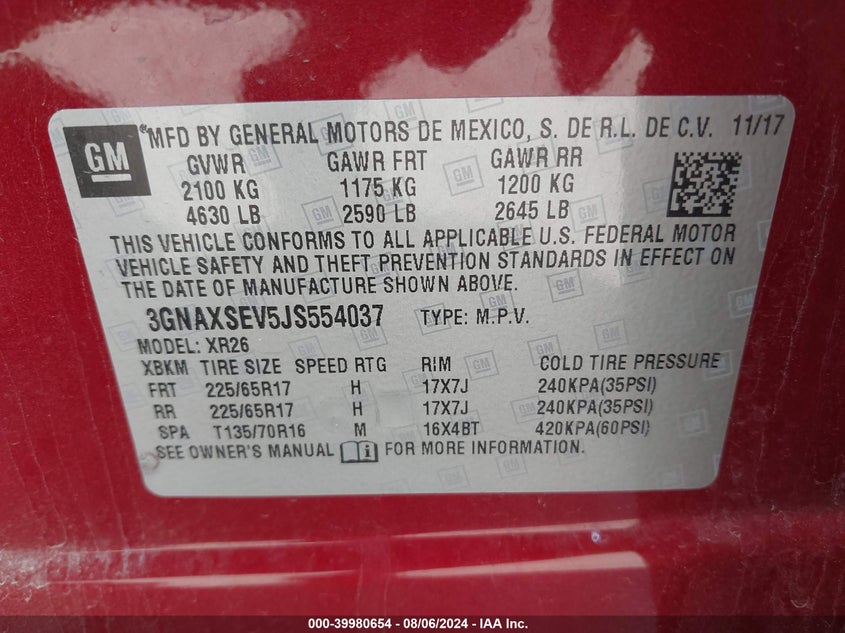 GM
MFD BY GENERAL MOTORS DE MEXICO, S. DE R.L. DE C.V. 11/17
GVWR GAWR FRT GAWR RR
2100 KG 1175 KG 1200 KG
4630 LB 2590 LB 2645 LB
THIS VEHICLE CONFORMS TO ALL APPLICABLE U.S. FEDERAL MOTOR
VEHICLE SAFETY AND THEFT PREVENTION STANDARDS IN EFFECT ON
THE DATE OF MANUFACTURE SHOWN ABOVE.
3GNAXSEV5JS554037 TYPE: M.P.V.
MODEL: XR26
XBKM TIRE SIZE SPEED RTG RIM COLD TIRE PRESSURE
FRT 225/65R17 H 17X7J 240KPA(35PSI)
RR 225/65R17 H 17X7J 240KPA(35PSI)
SPA T135/70R16 M 16X4BT 420KPA(60PSI)
SEE OWNER'S MANUAL i FOR MORE INFORMATION.
000-39980654 - 08/06/2024 - IAA Inc.